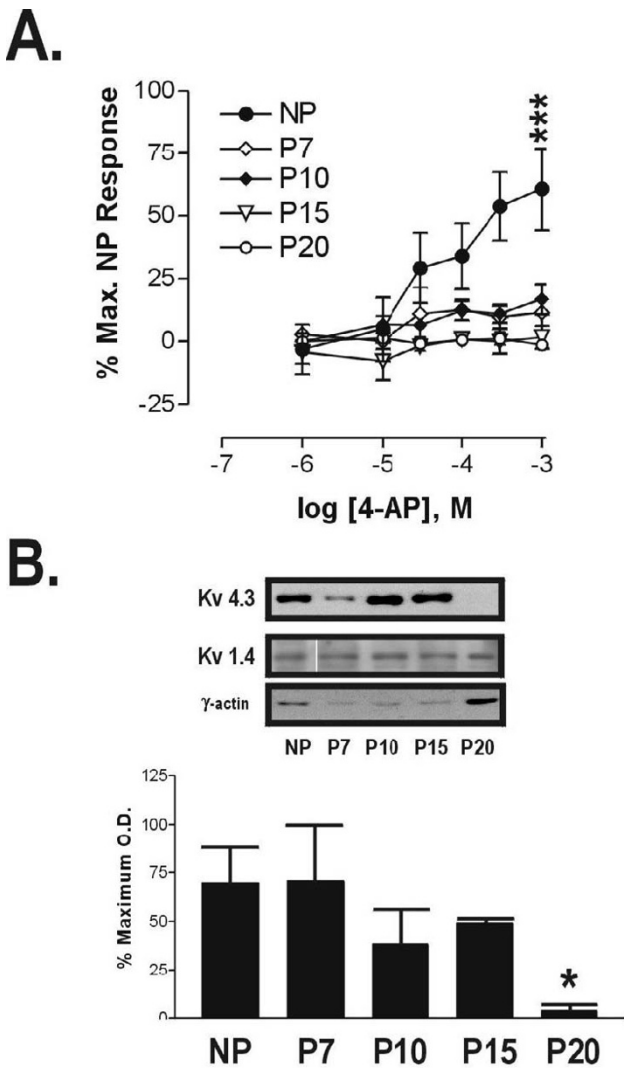 A.
% Max. NP Response
100
75
50
25
0
-25
NP
P7
P10
P15
P20
***
-7 -6 -5 -4 -3
log [4-AP], M
B.
Kv 4.3
Kv 1.4
γ-actin
NP P7 P10 P15 P20
% Maximum O.D.
125
100
75
50
25
0
*
NP P7 P10 P15 P20